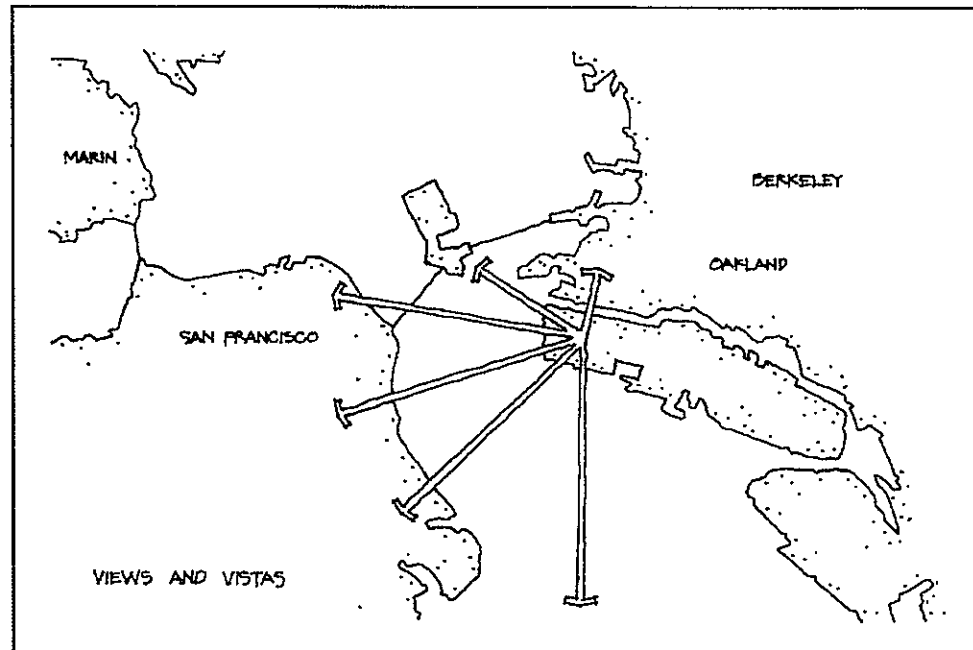 MARIN
BERKELEY
OAKLAND
SAN FRANCISCO
VIEWS AND VISTAS